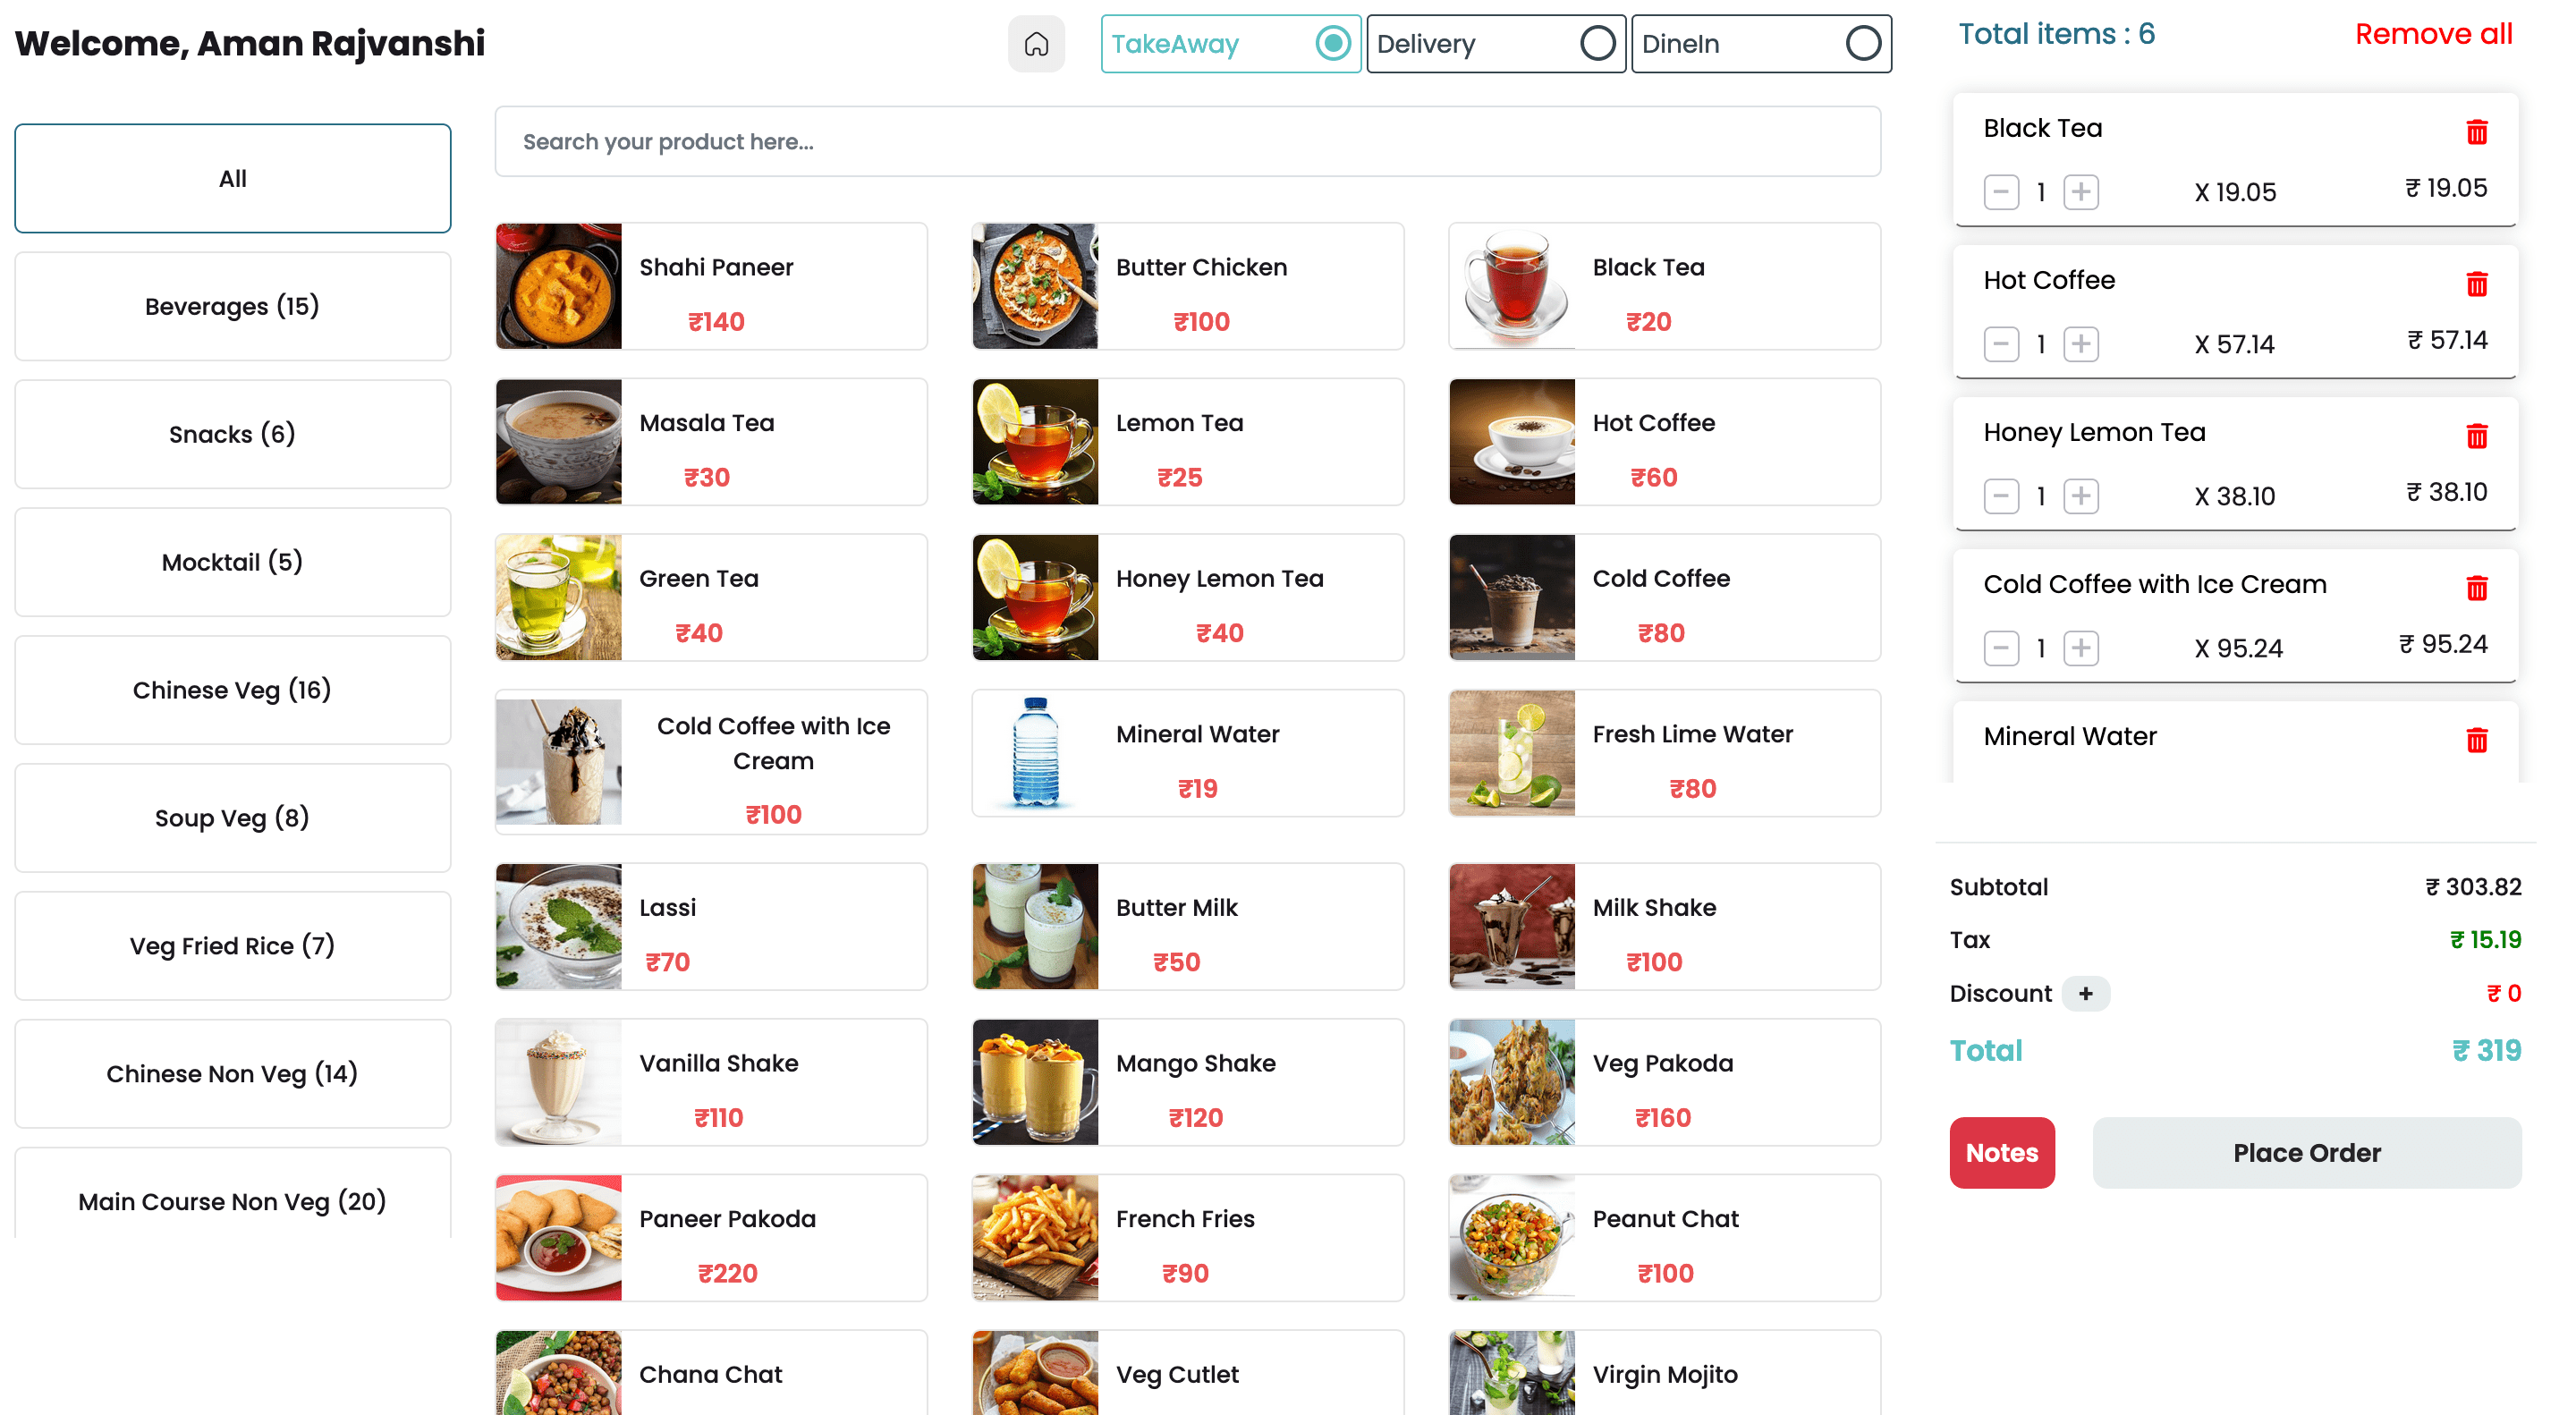 Welcome, Aman Rajvanshi
TakeAway
Delivery
DineIn
All
Beverages (15)
Snacks (6)
Mocktail (5)
Chinese Veg (16)
Soup Veg (8)
Veg Fried Rice (7)
Chinese Non Veg (14)
Main Course Non Veg (20)
Search your product here...
Shahi Paneer
₹140
Butter Chicken
₹100
Black Tea
₹20
Masala Tea
₹30
Lemon Tea
₹25
Hot Coffee
₹60
Green Tea
₹40
Honey Lemon Tea
₹40
Cold Coffee
₹80
Cold Coffee with Ice
Cream
₹100
Mineral Water
₹19
Fresh Lime Water
₹80
Lassi
₹70
Butter Milk
₹50
Milk Shake
₹100
Vanilla Shake
₹110
Mango Shake
₹120
Veg Pakoda
₹160
Paneer Pakoda
₹220
French Fries
₹90
Peanut Chat
₹100
Chana Chat
Veg Cutlet
Virgin Mojito
Total items : 6
Remove all
Black Tea
1 X 19.05 ₹ 19.05
Hot Coffee
1 X 57.14 ₹ 57.14
Honey Lemon Tea
1 X 38.10 ₹ 38.10
Cold Coffee with Ice Cream
1 X 95.24 ₹ 95.24
Mineral Water
Subtotal ₹ 303.82
Tax ₹ 15.19
Discount + ₹ 0
Total ₹ 319
Notes
Place Order